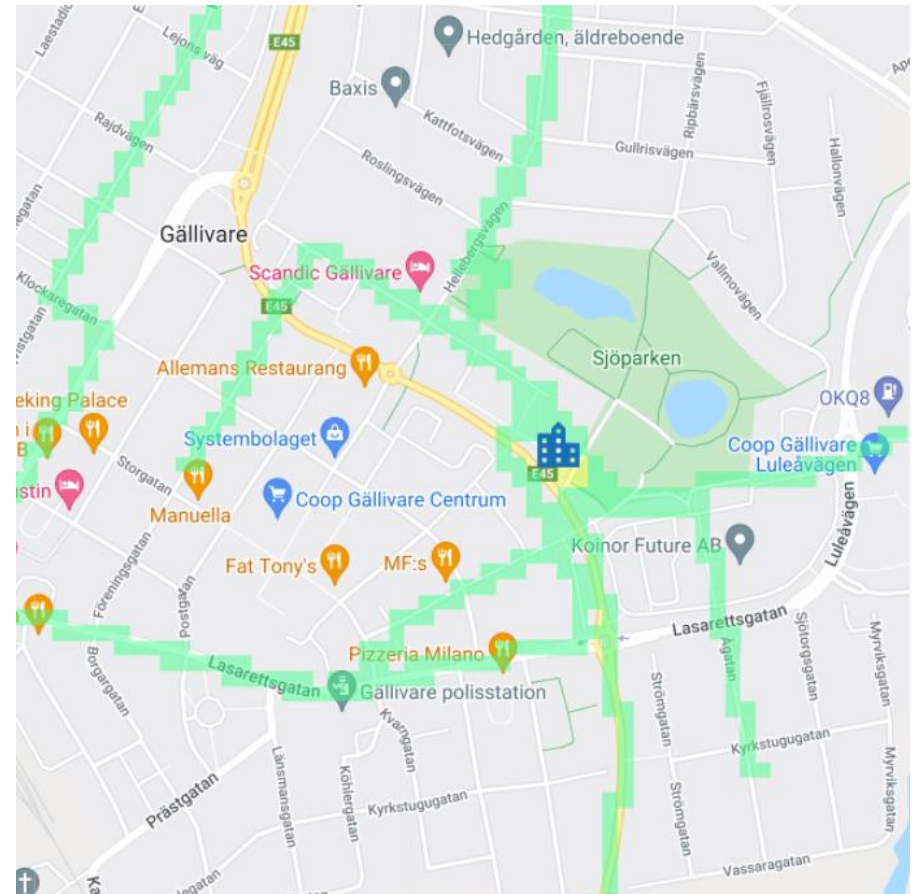 E45
Hedgården, äldreboende
Lejons väg
Baxis
Kattfotsvägen
Ripbärsvägen
Fjällrosvägen
Gullrisvägen
Hallonvägen
Rajdvägen
Roslingsvägen
Gällivare
Scandic Gällivare
Hellebergsvägen
Vallmovägen
Klockaregatan
E45
Sjöparken
Allemans Restaurang
OKQ8
eking Palace
n i
B
Systembolaget
Coop Gällivare
Luleåvägen
Storgatan
E45
stin
Manuella
Coop Gällivare Centrum
Luleåvägen
Koinor Future AB
Fat Tony's
MF:s
Föreningsgatan
Postgatan
Lasarettsgatan
Pizzeria Milano
Lasarettsgatan
Gällivare polisstation
Borgargatan
Ågatan
Sjötorgsgatan
Myrviksgatan
Strömgatan
Kvarngatan
Kyrkstugugatan
Länsmansgatan
Köhlergatan
Prästgatan
Kyrkstugugatan
Strömgatan
Myrviksgatan
Vassaragatan